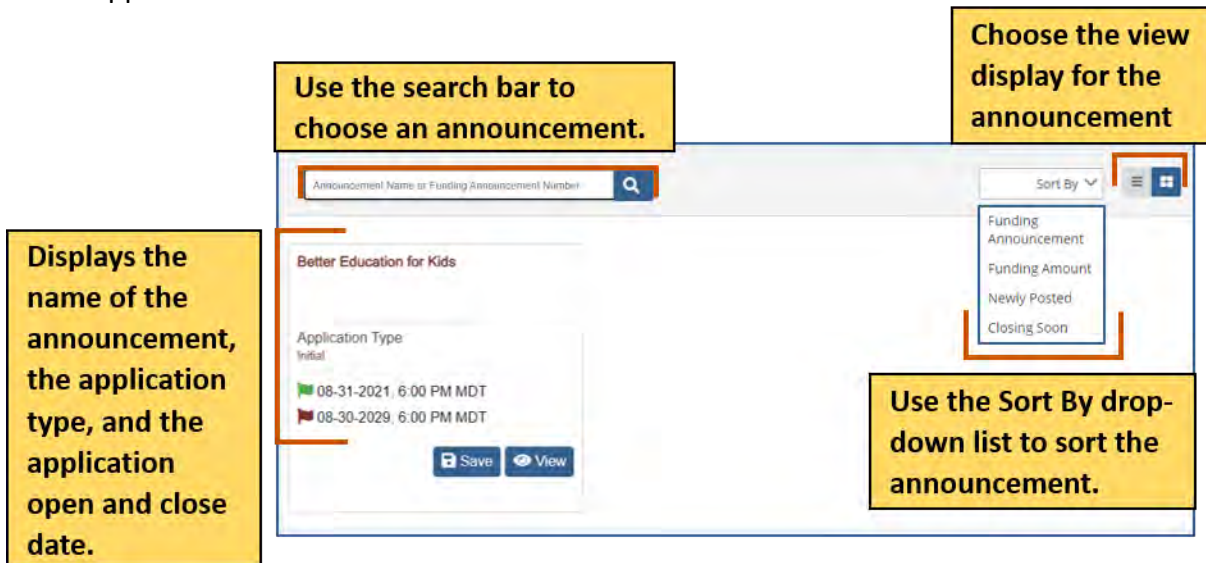 Choose the view
display for the
announcement
Use the search bar to
choose an announcement.
Announcement Name or Funding Announcement Number
Sort By
Funding
Announcement
Funding Amount
Newly Posted
Closing Soon
Displays the
name of the
announcement,
the application
type, and the
application
open and close
date.
Better Education for Kids
Application Type
Initial
08-31-2021, 6:00 PM MDT
08-30-2029, 6:00 PM MDT
Save
View
Use the Sort By drop-
down list to sort the
announcement.